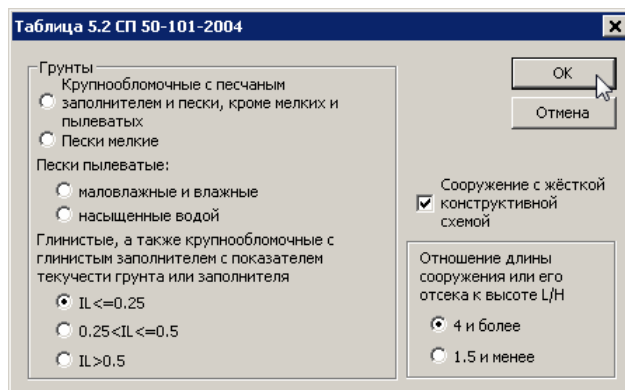 Таблица 5.2 СП 50-101-2004
Грунты
Крупнообломочные с песчаным
заполнителем и пески, кроме мелких и
пылеватых
Пески мелкие
Пески пылеватые:
маловлажные и влажные
насыщенные водой
Глинистые, а также крупнообломочные с
глинистым заполнителем с показателем
текучести грунта или заполнителя
IL<=0.25
0.25<IL<=0.5
IL>0.5
OK
Отмена
Сооружение с жёсткой
конструктивной
схемой
Отношение длины
сооружения или его
отсека к высоте L/H
4 и более
1.5 и менее